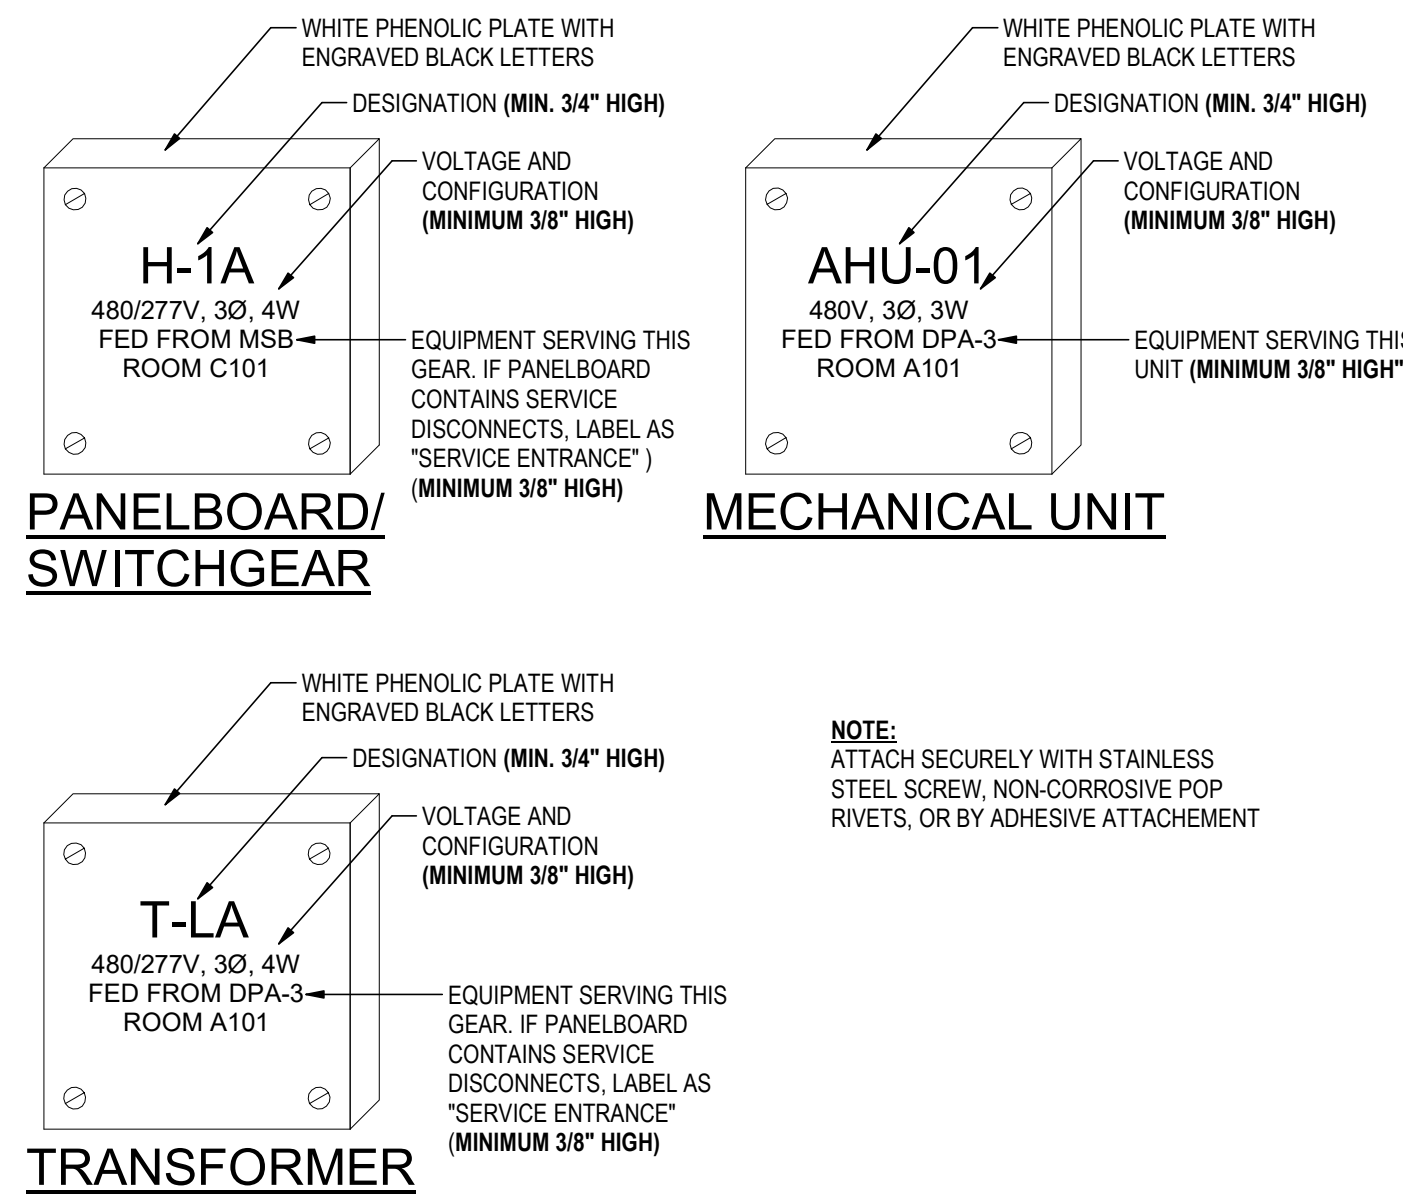 WHITE PHENOLIC PLATE WITH
ENGRAVED BLACK LETTERS
DESIGNATION (MIN. 3/4" HIGH)
VOLTAGE AND
CONFIGURATION
(MINIMUM 3/8" HIGH)
H-1A
480/277V, 3Ø, 4W
FED FROM MSB
ROOM C101
EQUIPMENT SERVING THIS
GEAR. IF PANELBOARD
CONTAINS SERVICE
DISCONNECTS, LABEL AS
"SERVICE ENTRANCE" )
(MINIMUM 3/8" HIGH)
PANELBOARD/
SWITCHGEAR
WHITE PHENOLIC PLATE WITH
ENGRAVED BLACK LETTERS
DESIGNATION (MIN. 3/4" HIGH)
VOLTAGE AND
CONFIGURATION
(MINIMUM 3/8" HIGH)
AHU-01
480V, 3Ø, 3W
FED FROM DPA-3
ROOM A101
EQUIPMENT SERVING THIS
UNIT (MINIMUM 3/8" HIGH"
MECHANICAL UNIT
WHITE PHENOLIC PLATE WITH
ENGRAVED BLACK LETTERS
DESIGNATION (MIN. 3/4" HIGH)
VOLTAGE AND
CONFIGURATION
(MINIMUM 3/8" HIGH)
T-LA
480/277V, 3Ø, 4W
FED FROM DPA-3
ROOM A101
EQUIPMENT SERVING THIS
GEAR. IF PANELBOARD
CONTAINS SERVICE
DISCONNECTS, LABEL AS
"SERVICE ENTRANCE"
(MINIMUM 3/8" HIGH)
TRANSFORMER
NOTE:
ATTACH SECURELY WITH STAINLESS
STEEL SCREW, NON-CORROSIVE POP
RIVETS, OR BY ADHESIVE ATTACHEMENT